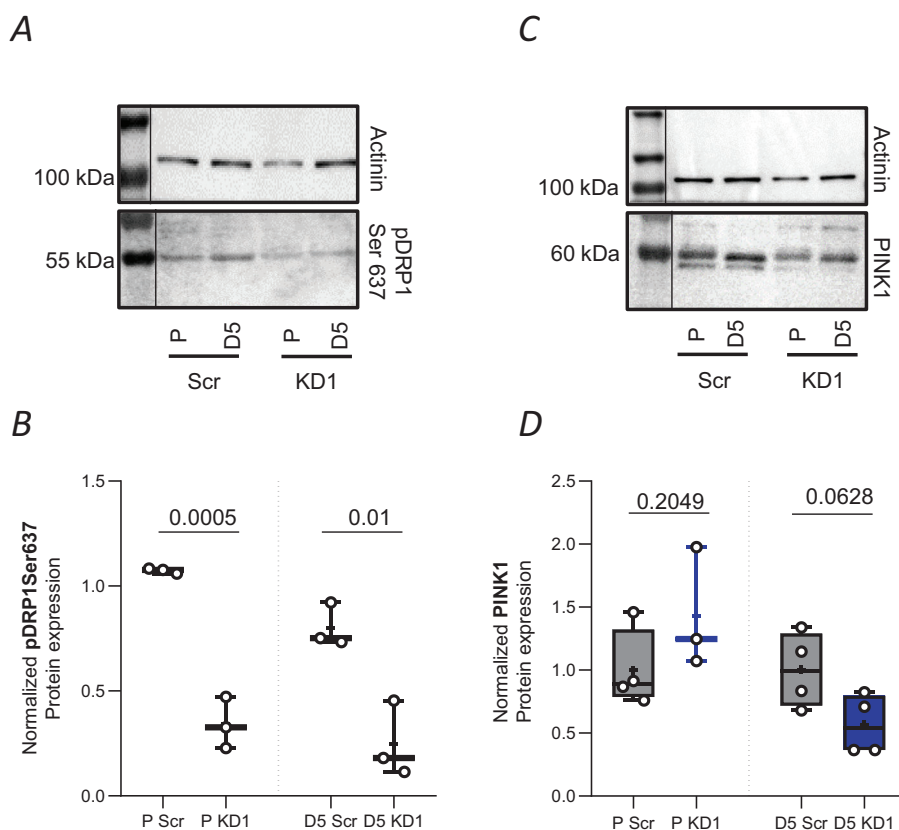 A
100 kDa
Actinin
55 kDa
pDRP1
Ser 637
P
D5
P
D5
Scr
KD1
C
100 kDa
Actinin
60 kDa
PINK1
P
D5
P
D5
Scr
KD1
B
Normalized pDRP1Ser637
Protein expression
1.5
1.0
0.5
0.0
0.0005
0.01
P Scr
P KD1
D5 Scr
D5 KD1
D
Normalized PINK1
Protein expression
2.5
2.0
1.5
1.0
0.5
0.0
0.2049
0.0628
P Scr
P KD1
D5 Scr
D5 KD1